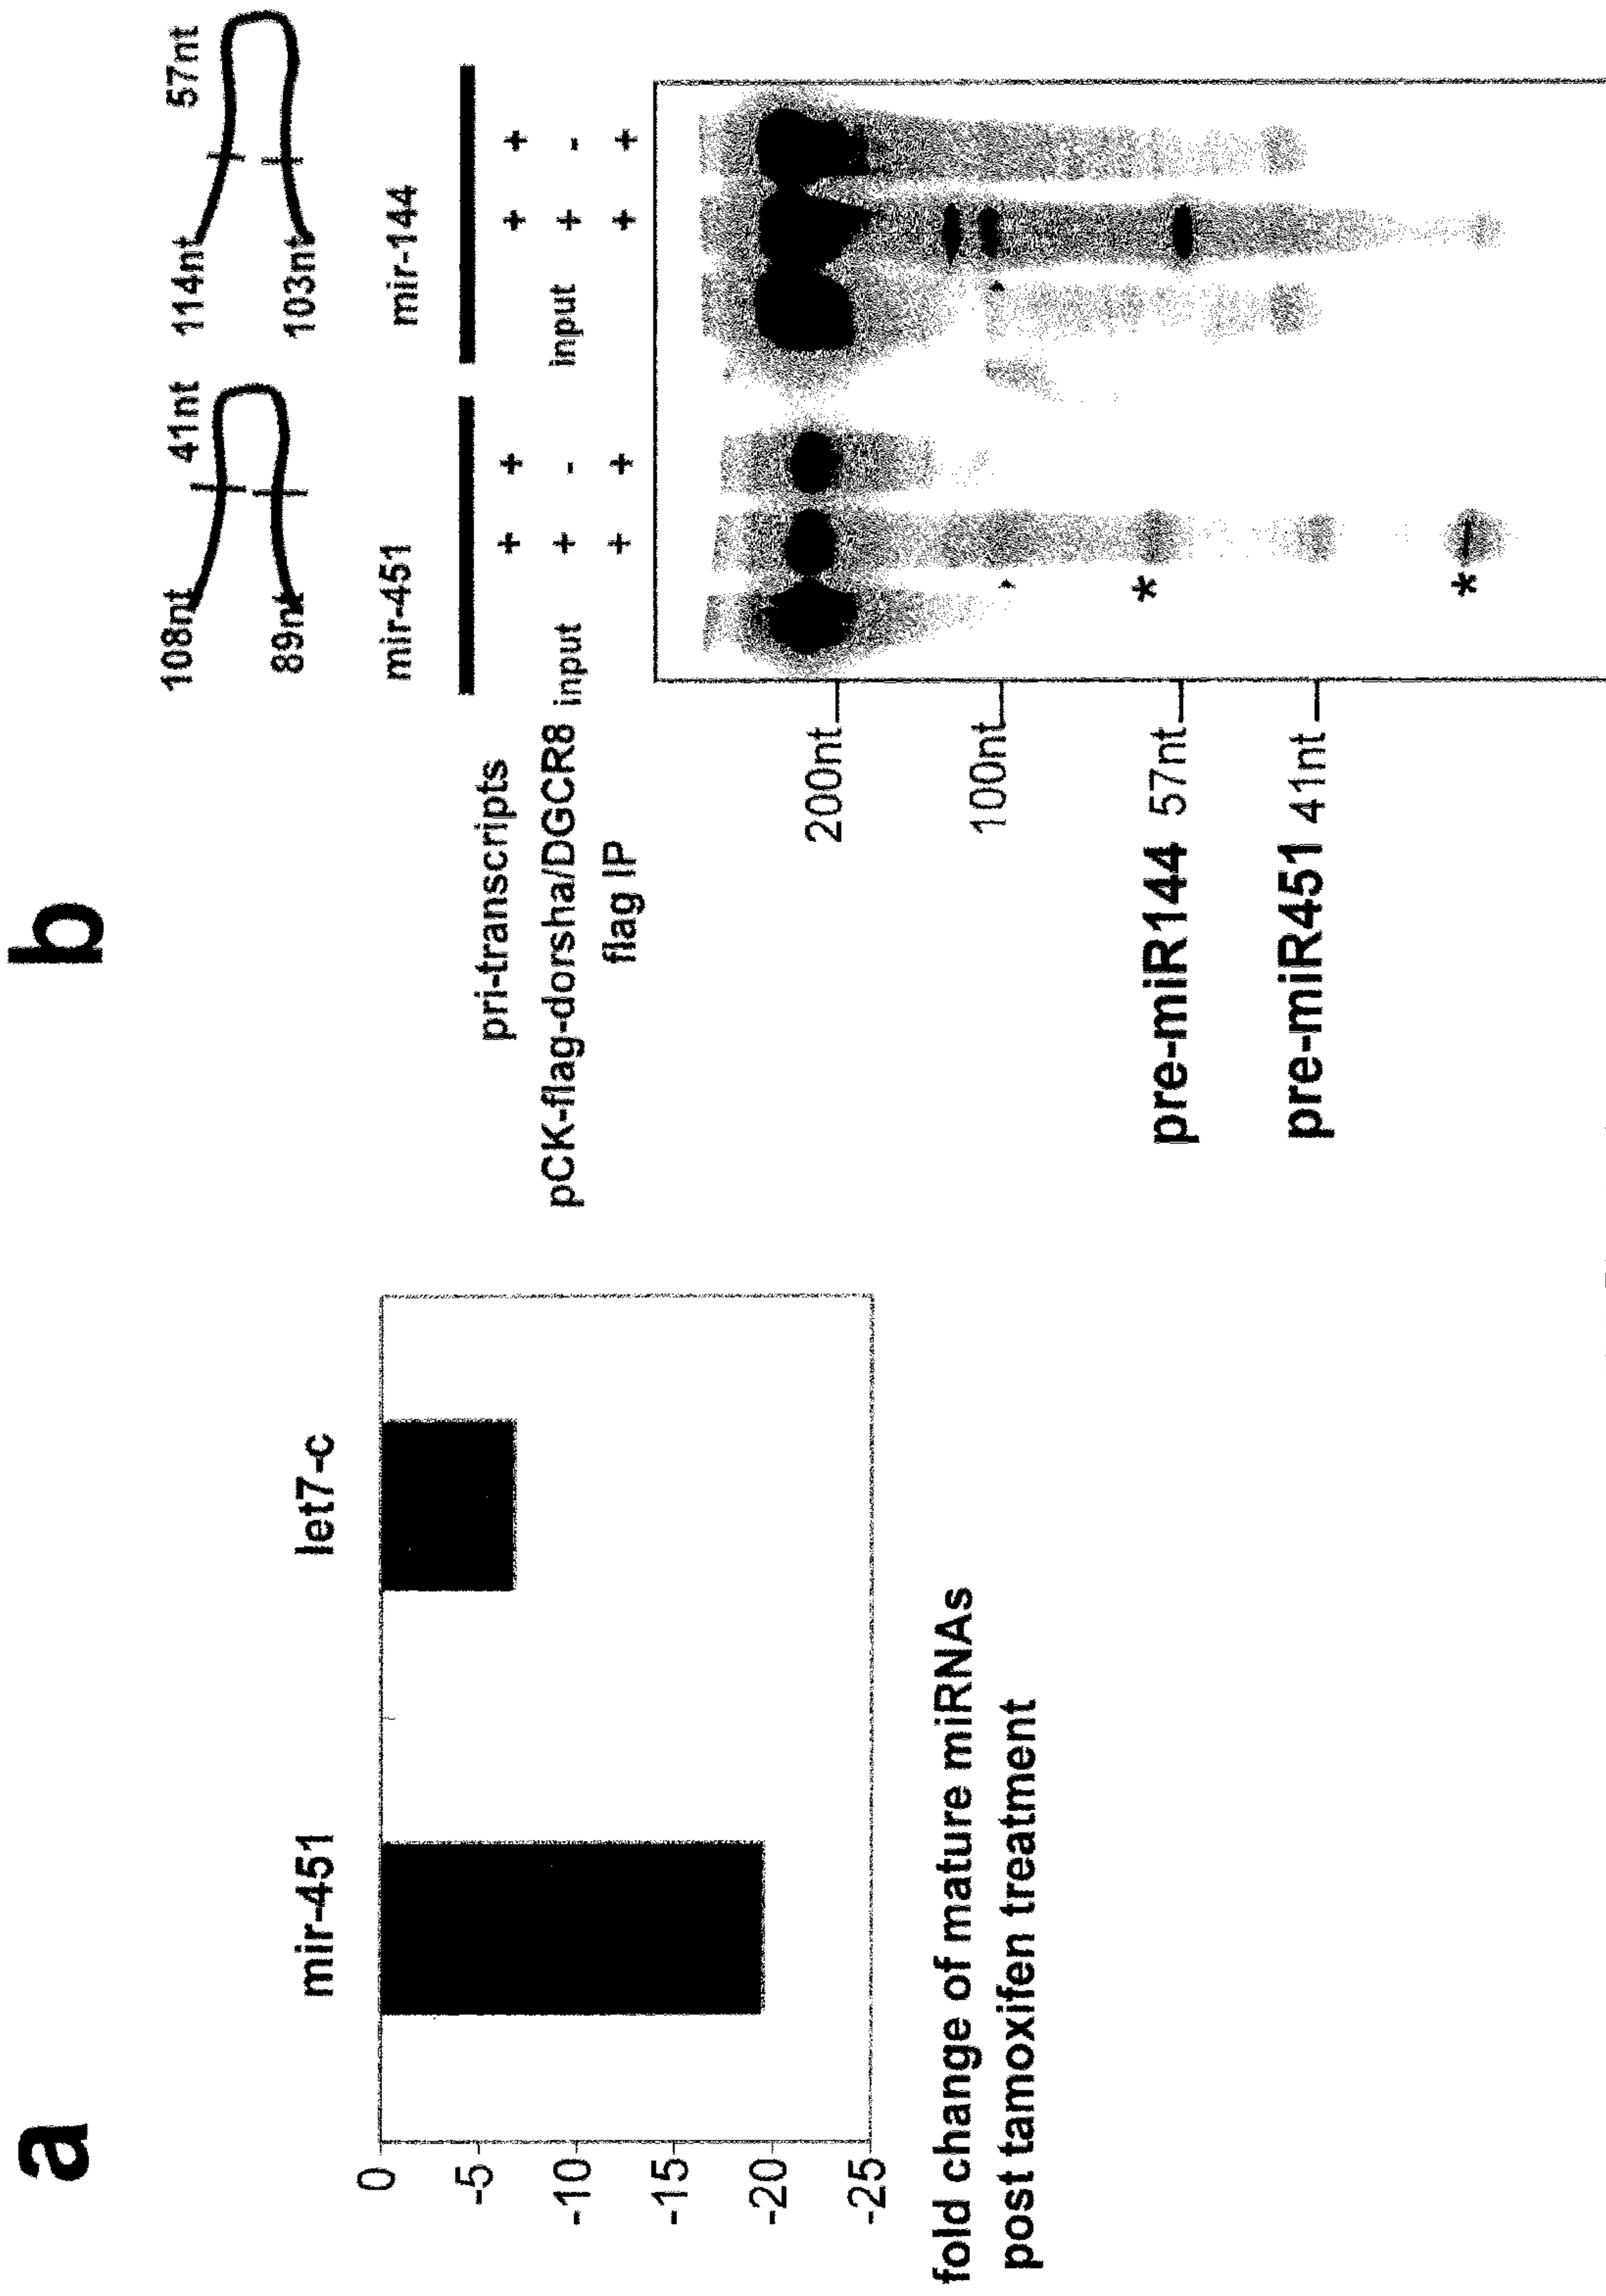 a
mir-451 let7-c
0
-5
-10
-15
-20
-25
fold change of mature miRNAs
post tamoxifen treatment
b
108nt 41nt 114nt 57nt
89nt 103nt
mir-451 mir-144
pri-transcripts + + + +
pCK-flag-dorsha/DGCR8 input + - input + -
flag IP + + + +
200nt
100nt
pre-miR144 57nt *
pre-miR451 41nt
*